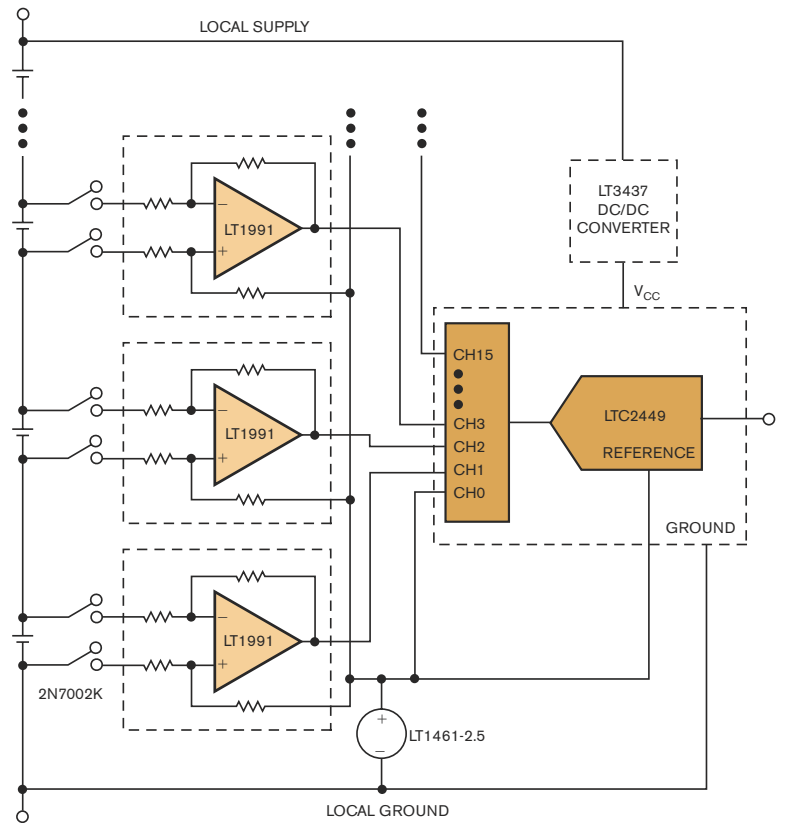 LOCAL SUPPLY
LT3437
DC/DC
CONVERTER
VCC
−
LT1991
+
CH15
CH3
CH2
CH1
CH0
LTC2449
REFERENCE
GROUND
−
LT1991
+
−
LT1991
+
2N7002K
+
−
LT1461-2.5
LOCAL GROUND